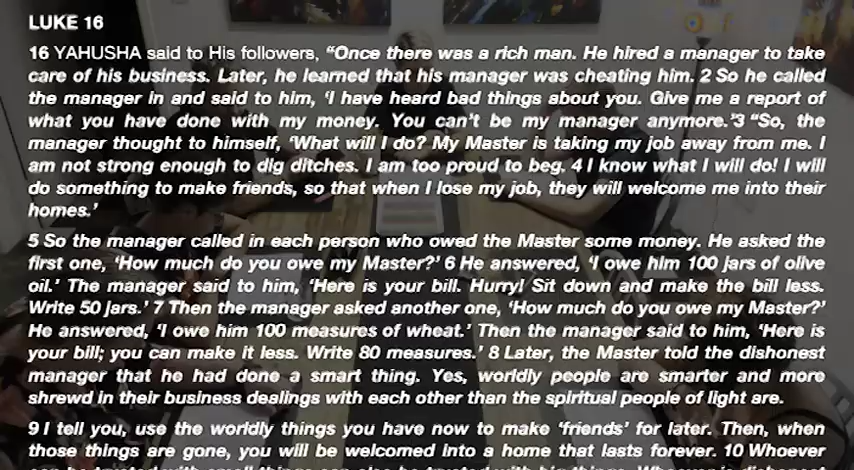 LUKE 16
16 YAHUSHA said to His followers, “Once there was a rich man. He hired a manager to take
care of his business. Later, he learned that his manager was cheating him. 2 So he called
the manager in and said to him, ‘I have heard bad things about you. Give me a report of
what you have done with my money. You can’t be my manager anymore.’3 “So, the
manager thought to himself, ‘What will I do? My Master is taking my job away from me. I
am not strong enough to dig ditches. I am too proud to beg. 4 I know what I will do! I will
do something to make friends, so that when I lose my job, they will welcome me into their
homes.’
5 So the manager called in each person who owed the Master some money. He asked the
first one, ‘How much do you owe my Master?’ 6 He answered, ‘I owe him 100 jars of olive
oil.’ The manager said to him, ‘Here is your bill. Hurry! Sit down and make the bill less.
Write 50 jars.’ 7 Then the manager asked another one, ‘How much do you owe my Master?’
He answered, ‘I owe him 100 measures of wheat.’ Then the manager said to him, ‘Here is
your bill; you can make it less. Write 80 measures.’ 8 Later, the Master told the dishonest
manager that he had done a smart thing. Yes, worldly people are smarter and more
shrewd in their business dealings with each other than the spiritual people of light are.
9 I tell you, use the worldly things you have now to make ‘friends’ for later. Then, when
those things are gone, you will be welcomed into a home that lasts forever. 10 Whoever